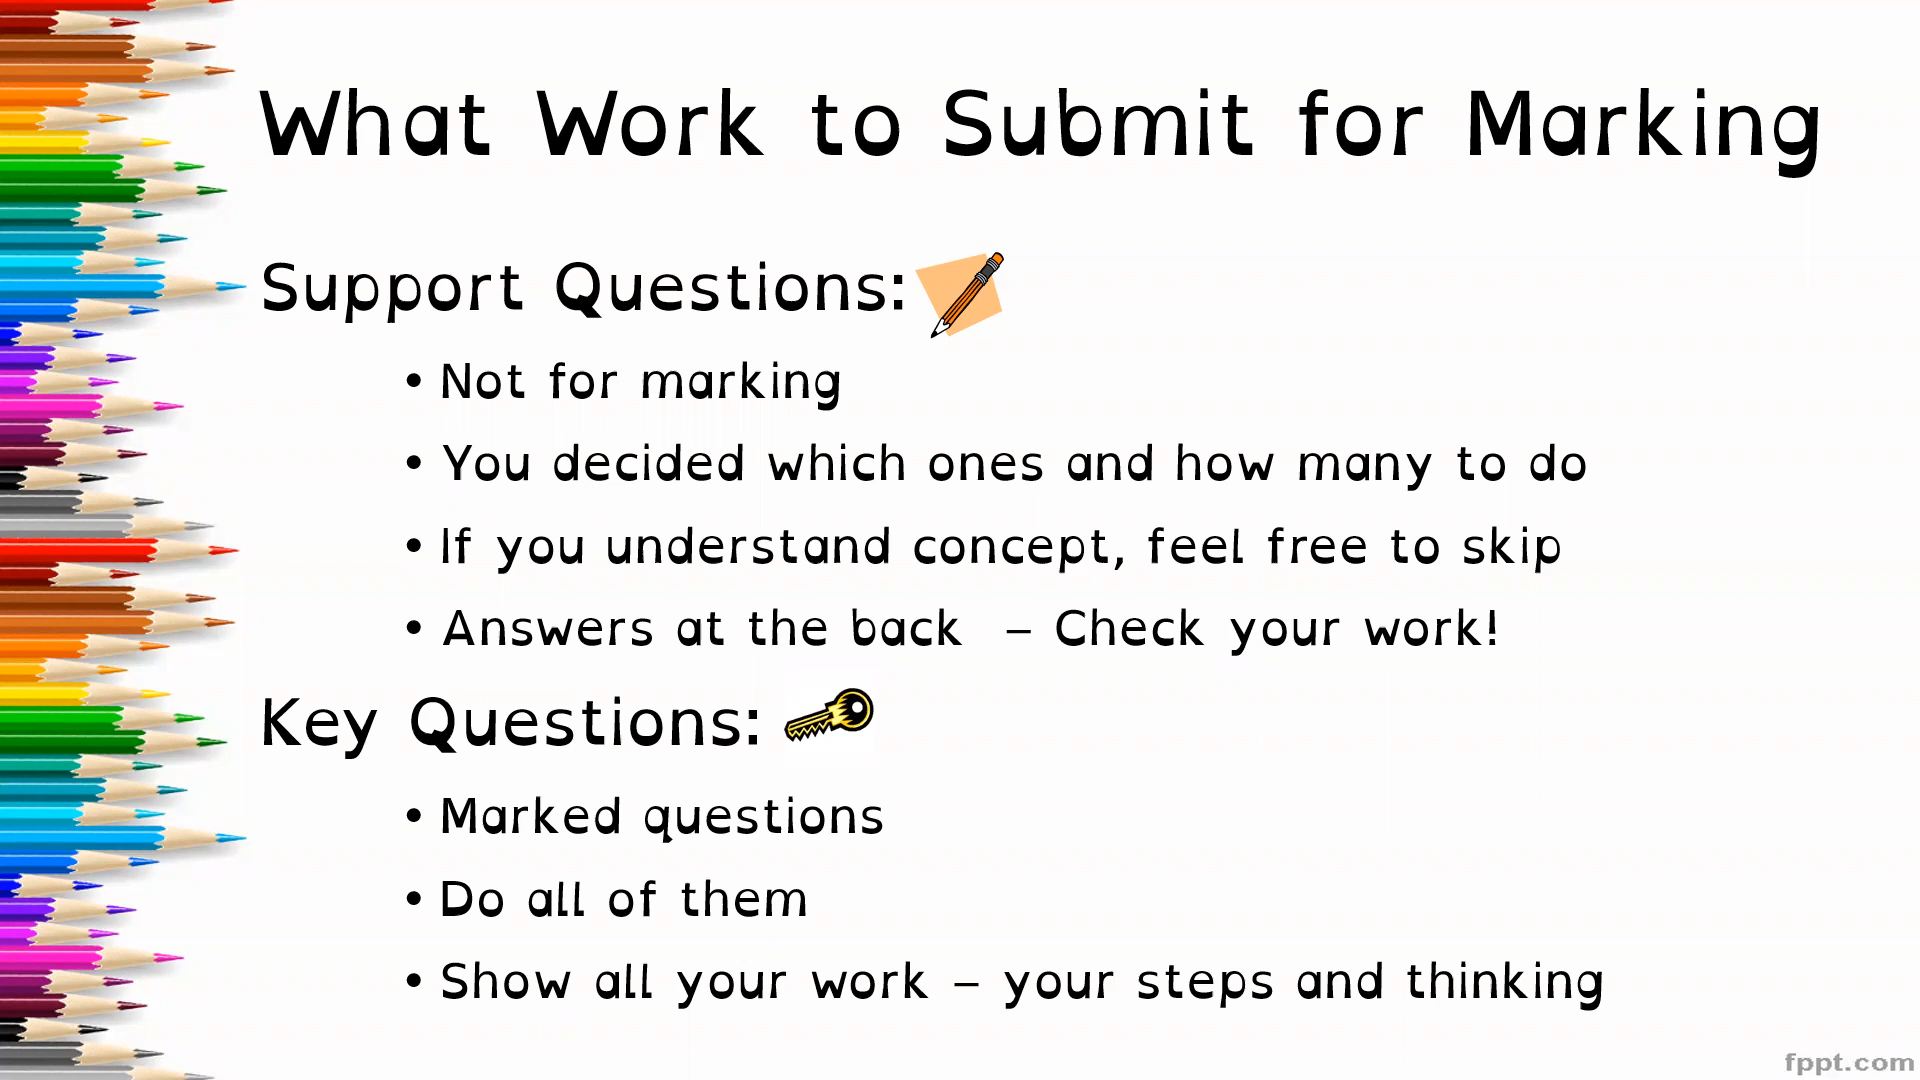 What Work to Submit for Marking
Support Questions:
• Not for marking
• You decided which ones and how many to do
• If you understand concept, feel free to skip
• Answers at the back – Check your work!
Key Questions:
• Marked questions
• Do all of them
• Show all your work – your steps and thinking
fppt.com